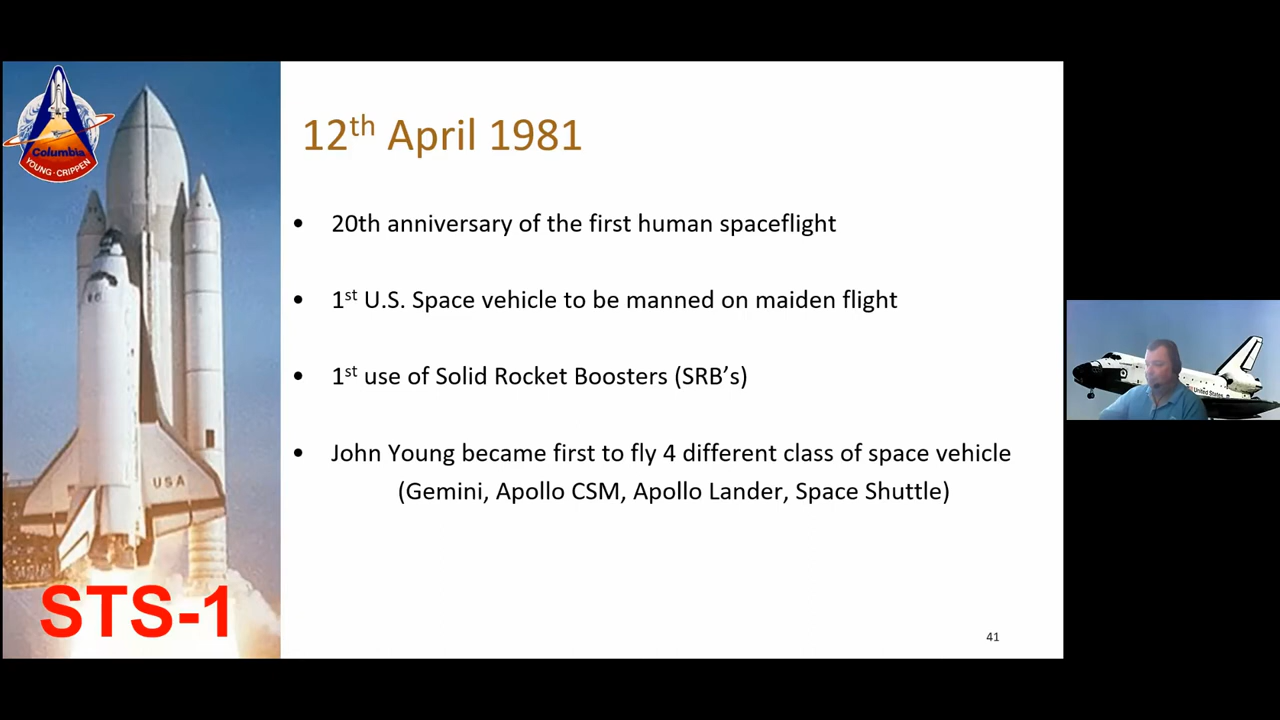 Columbia
YOUNG·CRIPPEN
12th April 1981
• 20th anniversary of the first human spaceflight
• 1st U.S. Space vehicle to be manned on maiden flight
• 1st use of Solid Rocket Boosters (SRB’s)
• John Young became first to fly 4 different class of space vehicle
(Gemini, Apollo CSM, Apollo Lander, Space Shuttle)
USA
STS-1
41
United States